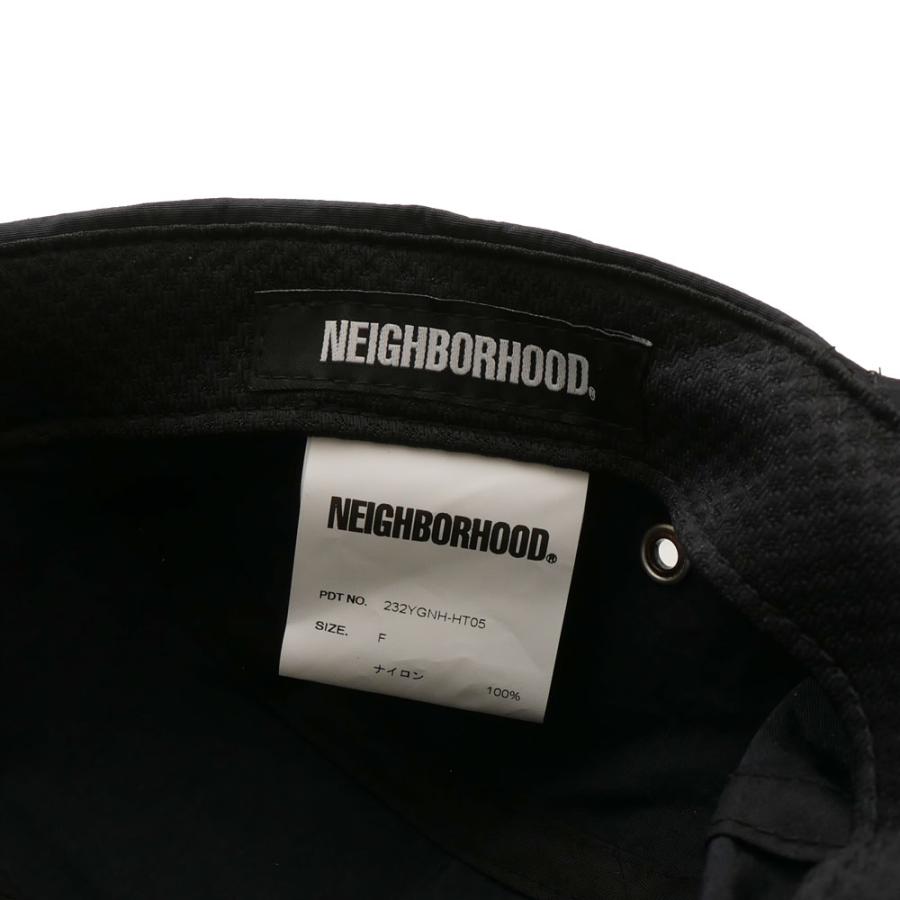 NEIGHBORHOOD®
NEIGHBORHOOD®
PDT NO. 232YGNH-HT05
SIZE. F
ナイロン 100%